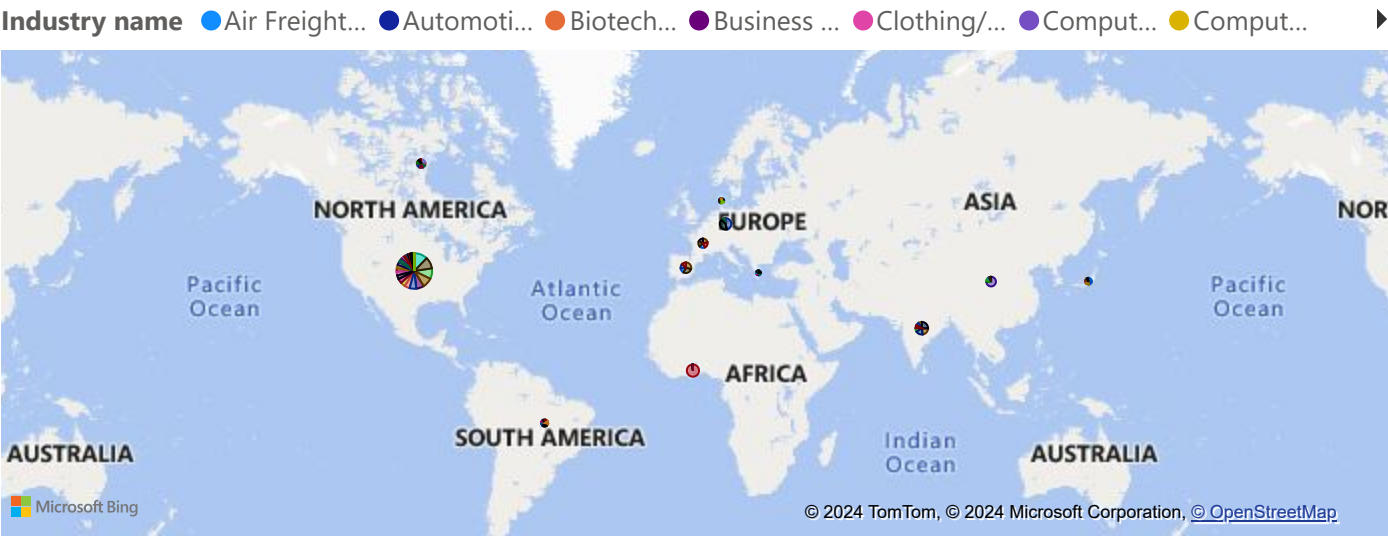 Industry name Air Freight... Automoti... Biotech... Business ... Clothing/... Comput... Comput...
NORTH AMERICA
EUROPE
ASIA
NOR
Pacific
Ocean
Atlantic
Ocean
Pacific
Ocean
AFRICA
SOUTH AMERICA
Indian
Ocean
AUSTRALIA
AUSTRALIA
Microsoft Bing
© 2024 TomTom, © 2024 Microsoft Corporation, © OpenStreetMap